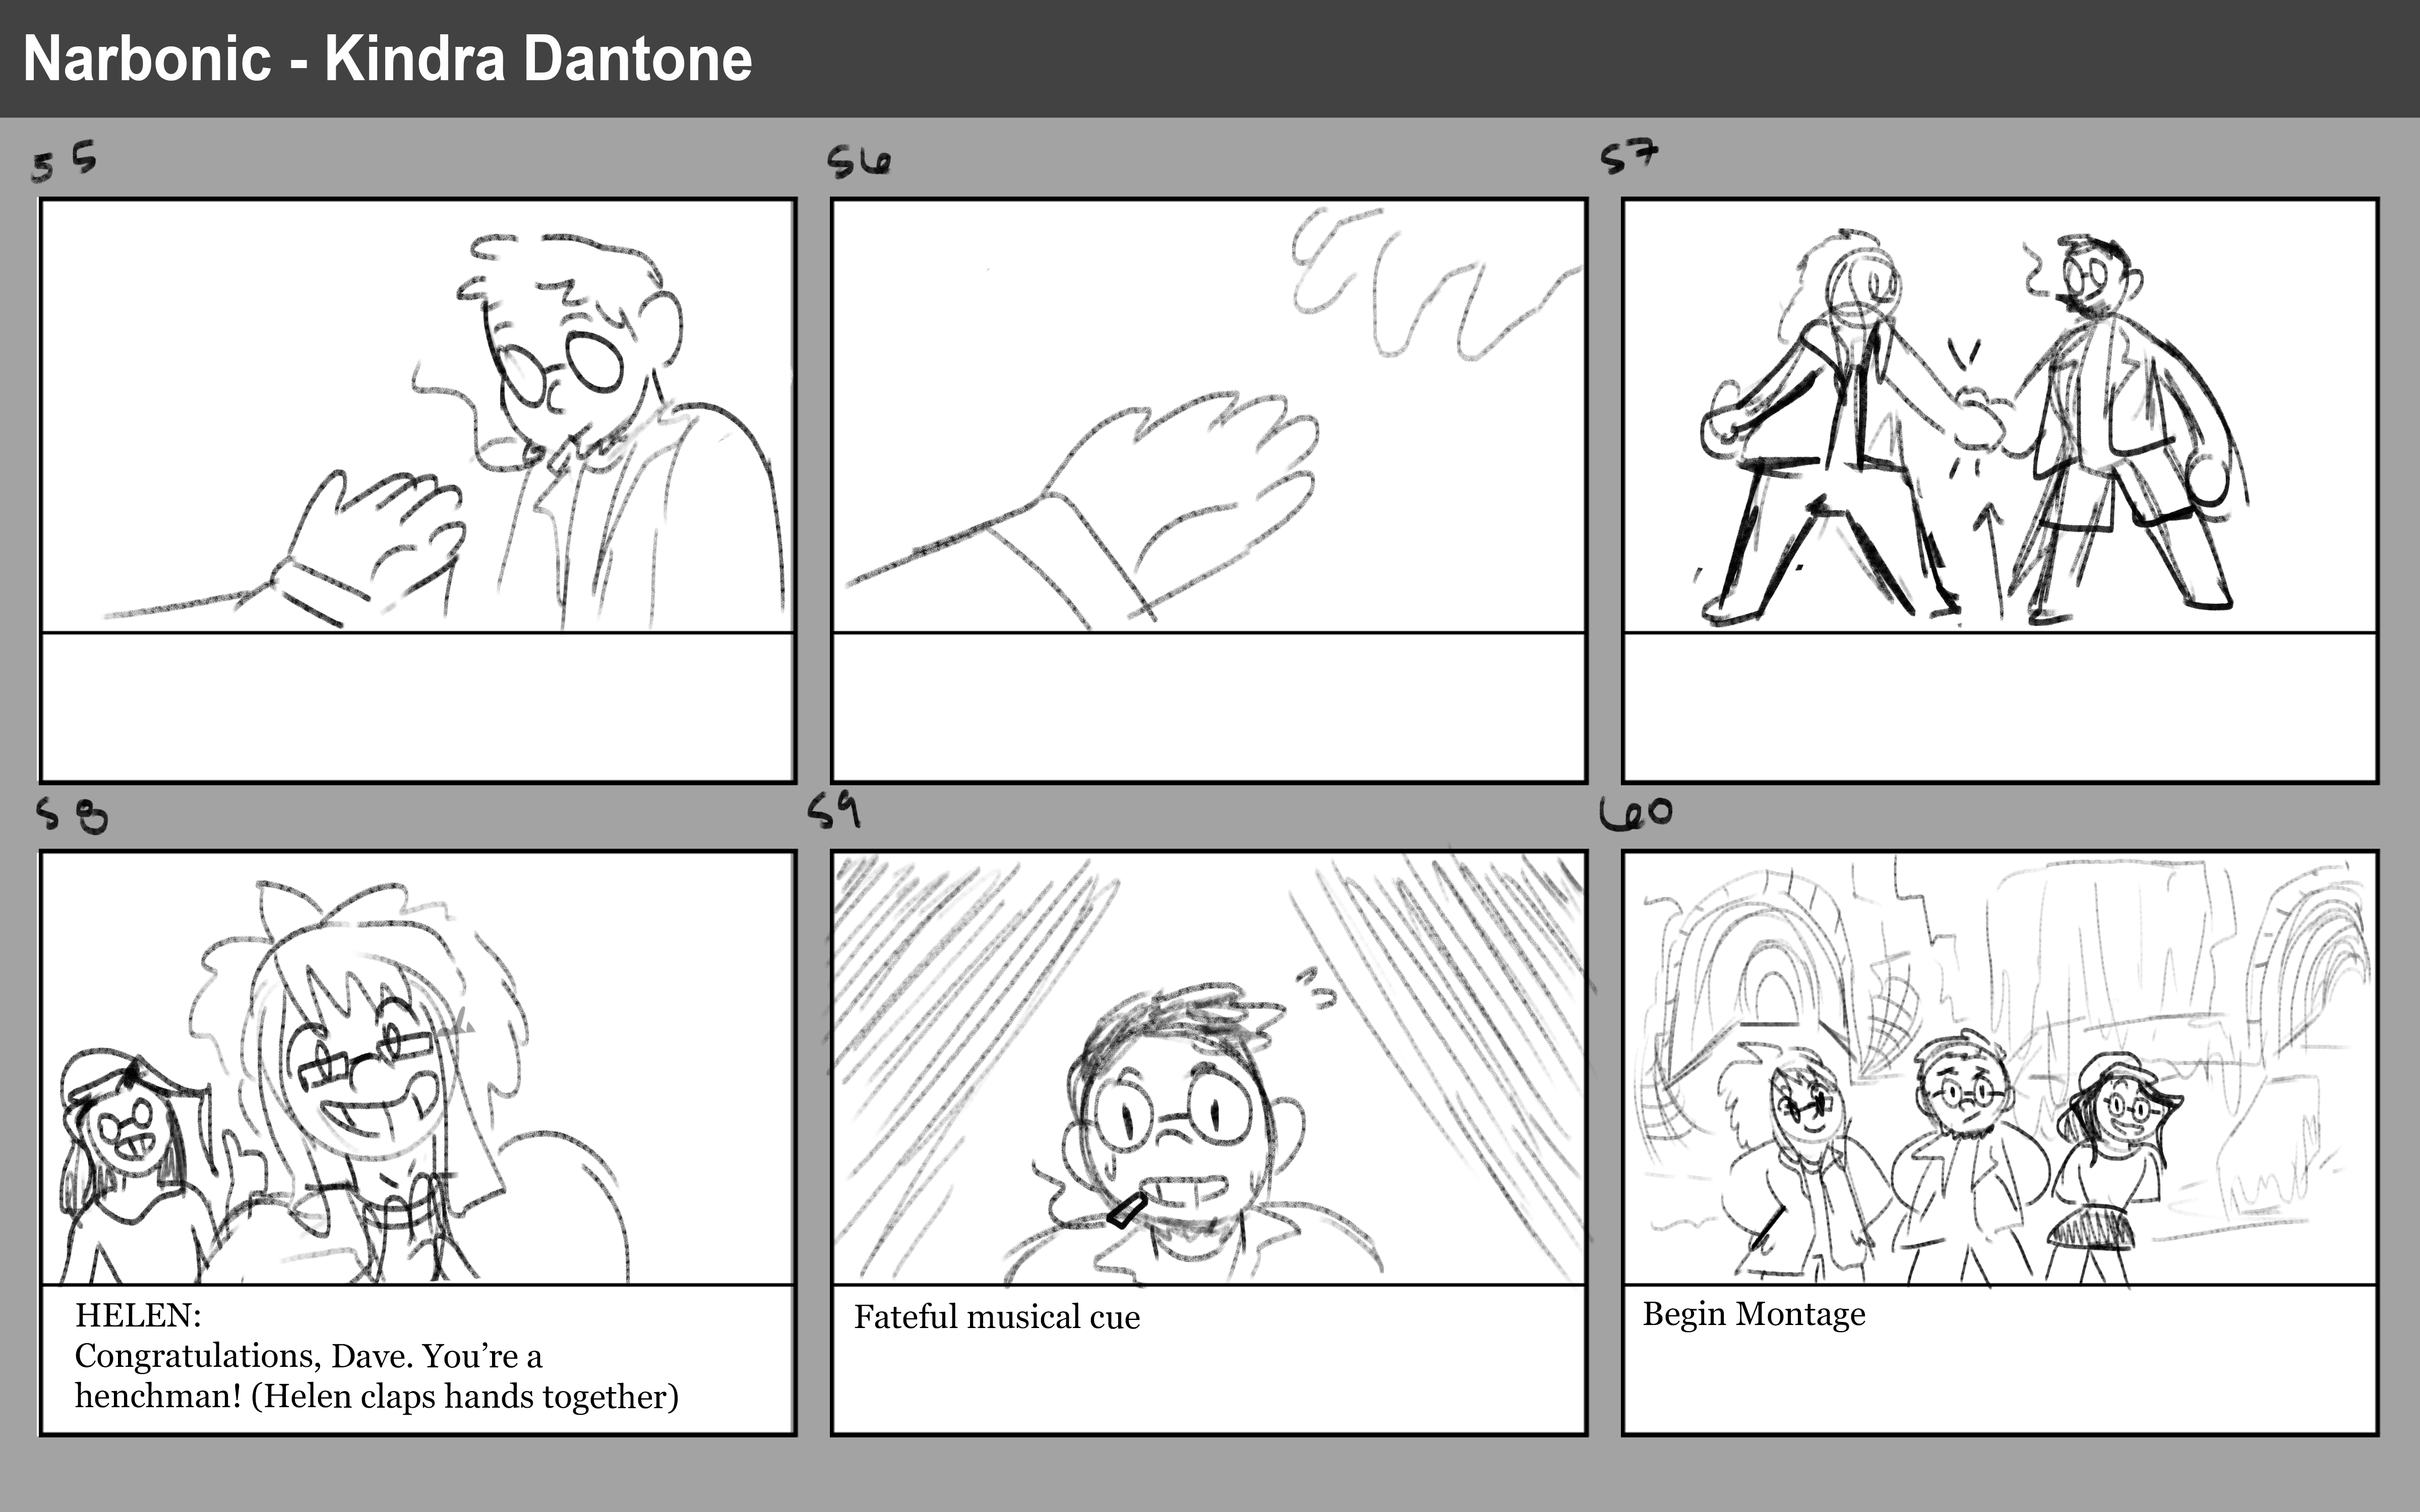 Narbonic - Kindra Dantone
55
56
57
58
59
60
HELEN:
Congratulations, Dave. You’re a
henchman! (Helen claps hands together)
Fateful musical cue
Begin Montage